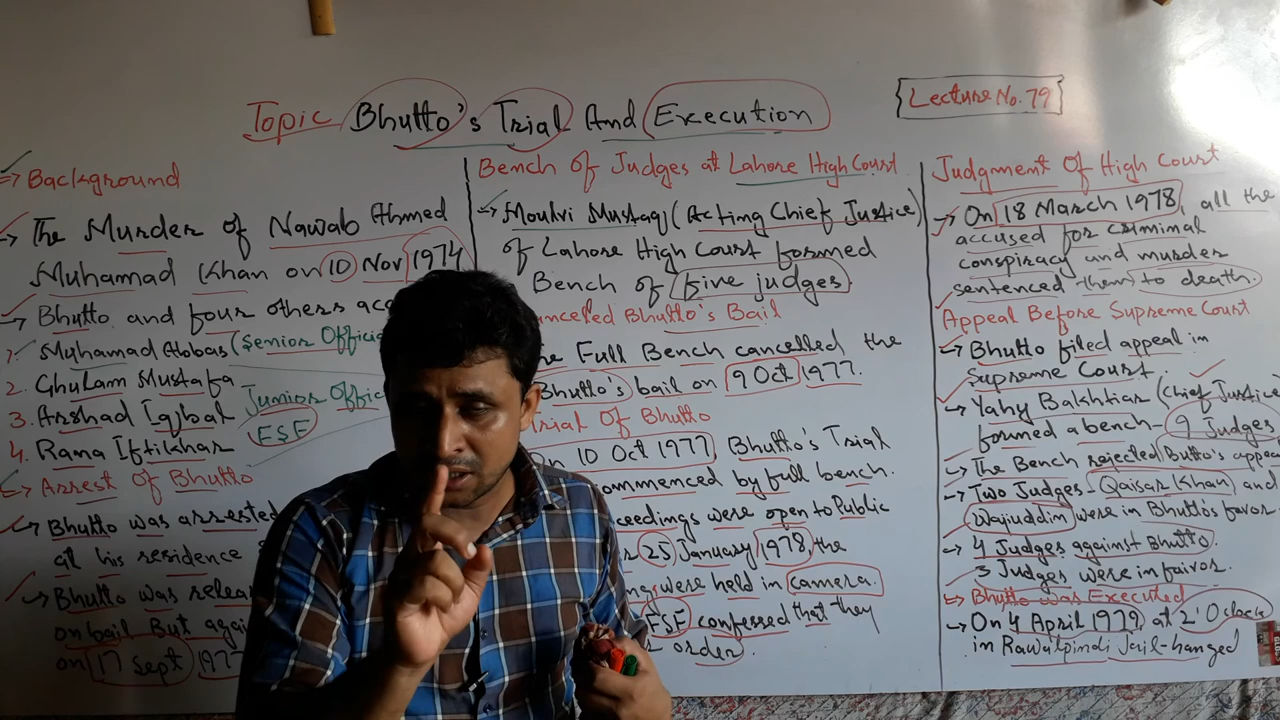 Topic Bhutto's Trial And Execution
Lecture No. 79
=> Background
-> The Murder of Nawab Ahmed
Muhamad Khan on 10 Nov 1974
-> Bhutto and four others
1. Muhamad Abbas (Senior
2. Ghulam Mustafa
3. Arshad Iqbal
4. Rana Iftikhar
Junior
FSF
=> Arrest Of Bhutto
-> Bhutto was arrested
at his residence
-> Bhutto was
on bail But
on 17 Sept 197
Bench Of Judges at Lahore High Court
-> Moulvi Mustaq (Acting Chief Justice)
of Lahore High Court formed
Bench of five judges
Bhutto's Bail
Full Bench cancelled the
Bhutto's bail on 9 Oct 1977.
Trial Of Bhutto
10 Oct 1977 Bhutto's Trial
by full bench.
were open to Public
25 January 1978, the
were held in camera.
FSF confessed that they
order.
Judgment Of High Court
-> On 18 March 1978, all the
accused for criminal
conspiracy and murder
sentenced them to death.
Appeal Before Supreme Court
-> Bhutto filed appeal in
Supreme Court.
-> Yahy Bakhtiar (Chief Justice
formed a bench - 9 Judges
-> The Bench rejected Butto's appea
-> Two Judges - Qaisar Khan and
Wajuddin were in Bhutto's favor
-> 4 Judges against Bhutto.
3 Judges were in faivor.
=> Bhutto was Executed
-> On 4 April 1979, at 2'O clock
in Rawalpindi Jail-hanged